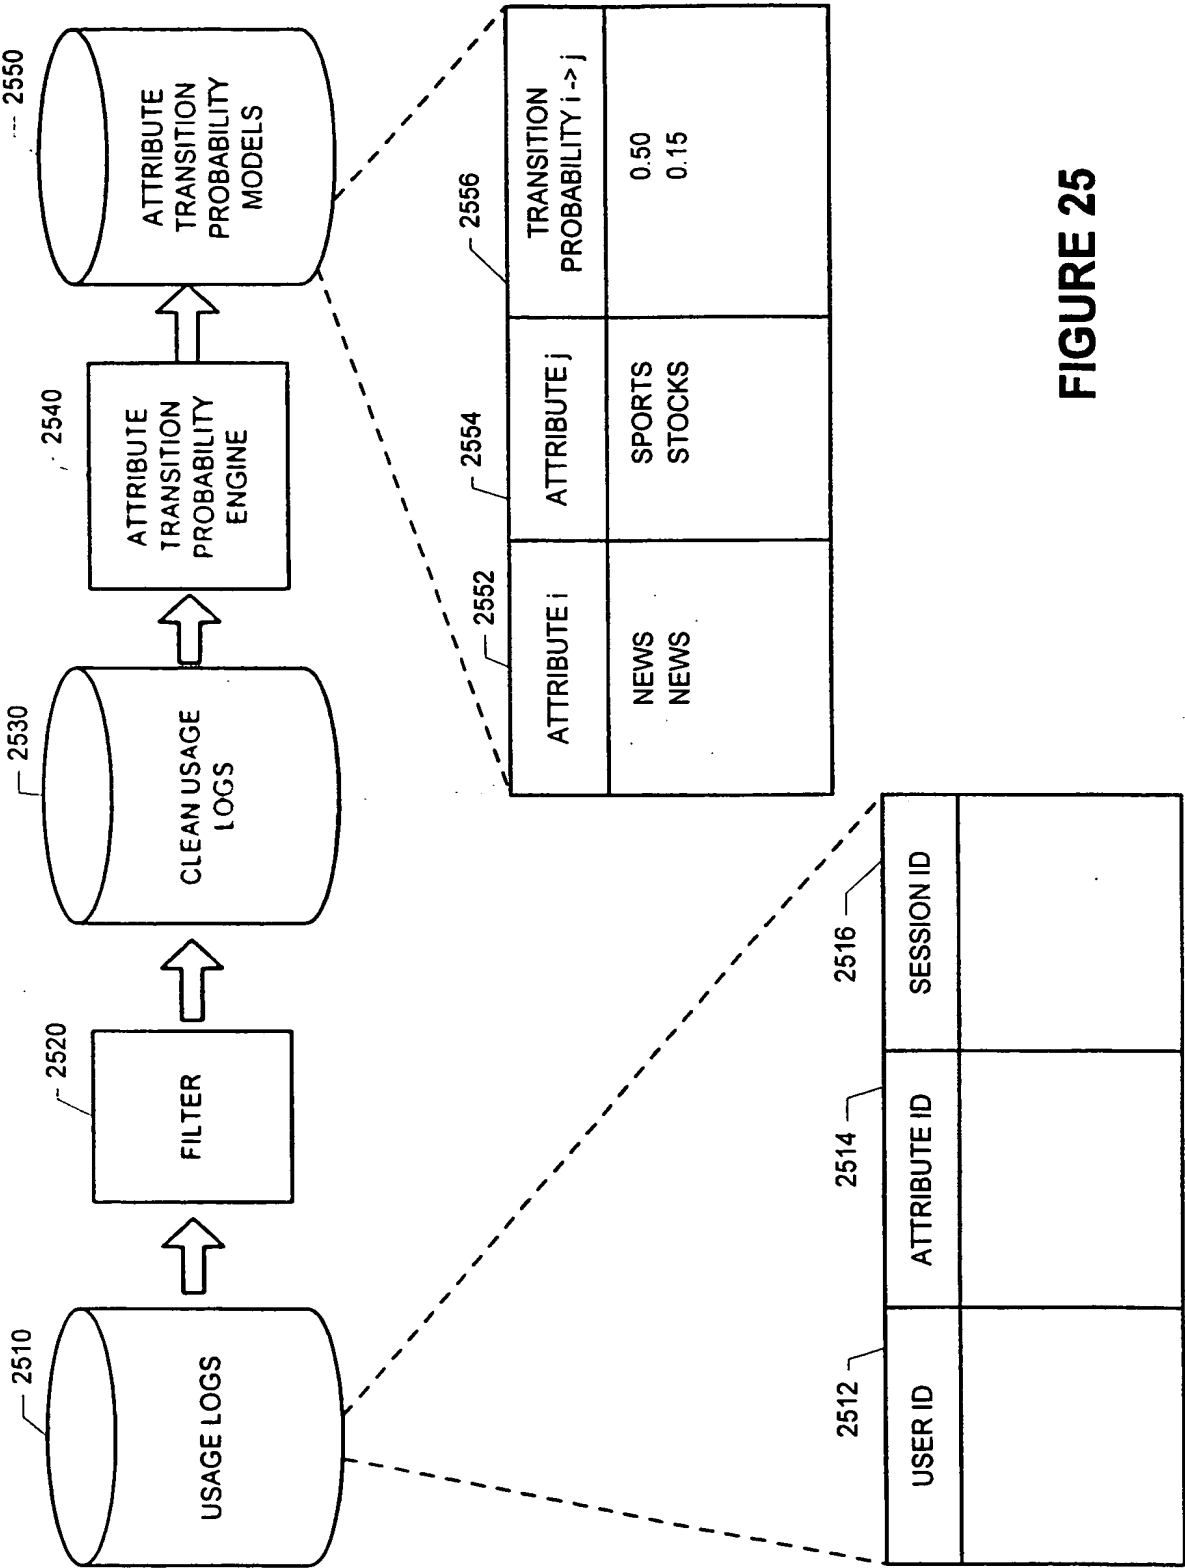 2510
USAGE LOGS
2520
FILTER
2530
CLEAN USAGE
LOGS
2540
ATTRIBUTE
TRANSITION
PROBABILITY
ENGINE
2550
ATTRIBUTE
TRANSITION
PROBABILITY
MODELS
2552
2554
2556
ATTRIBUTE i
ATTRIBUTE j
TRANSITION
PROBABILITY i -> j
NEWS
SPORTS
0.50
NEWS
STOCKS
0.15
2512
2514
2516
USER ID
ATTRIBUTE ID
SESSION ID
FIGURE 25